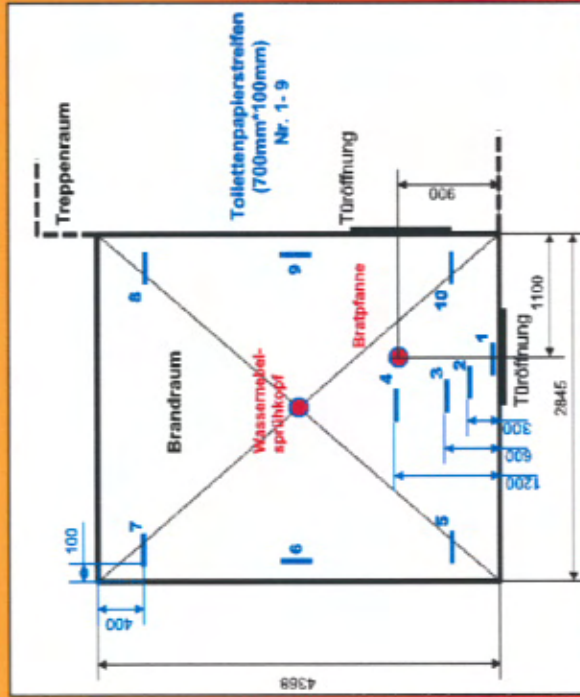 Treppenraum
Toilettenpapierstreifen
(700mm*100mm)
Nr. 1- 9
Türöffnung
900
Brandraum
Wassernebel-
sprühkopf
Bratpfanne
Türöffnung
100
400
4368
1100
2845
300
600
1200
1
2
3
4
5
6
7
8
9
10